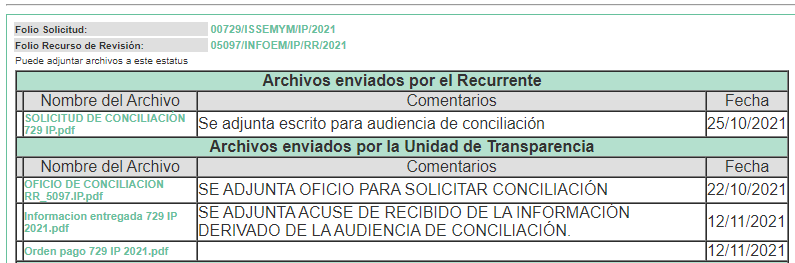 Folio Solicitud: 00729/ISSEMYM/IP/2021
Folio Recurso de Revisión: 05097/INFOEM/IP/RR/2021
Puede adjuntar archivos a este estatus
Archivos enviados por el Recurrente
Nombre del Archivo Comentarios Fecha
SOLICITUD DE CONCILIACIÓN
729 IP.pdf
Se adjunta escrito para audiencia de conciliación 25/10/2021
Archivos enviados por la Unidad de Transparencia
Nombre del Archivo Comentarios Fecha
OFICIO DE CONCILIACION
RR_5097.IP.pdf
SE ADJUNTA OFICIO PARA SOLICITAR CONCILIACIÓN 22/10/2021
Informacion entregada 729 IP
2021.pdf
SE ADJUNTA ACUSE DE RECIBIDO DE LA INFORMACIÓN
DERIVADO DE LA AUDIENCIA DE CONCILIACIÓN.
12/11/2021
Orden pago 729 IP 2021.pdf 12/11/2021